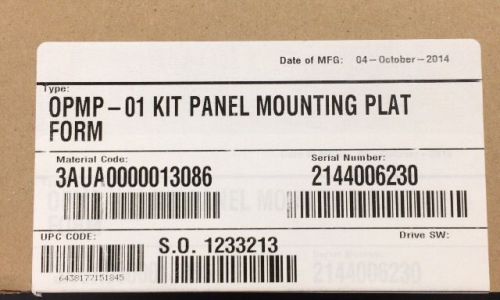 Date of MFG: 04-October-2014
Type:
OPMP-01 KIT PANEL MOUNTING PLAT
FORM
Material Code: Serial Number:
3AUA0000013086 2144006230
UPC CODE: S.O. 1233213 Drive SW:
6438177151845